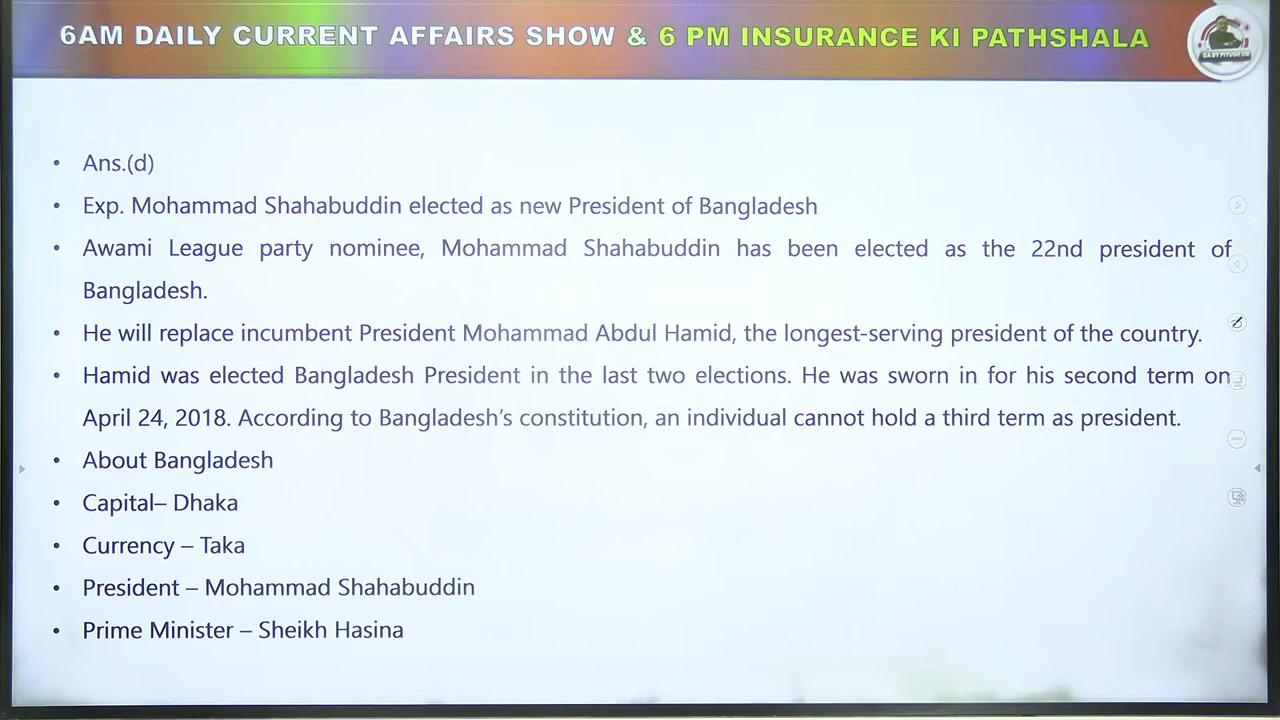 6AM DAILY CURRENT AFFAIRS SHOW & 6 PM INSURANCE KI PATHSHALA
• Ans.(d)
• Exp. Mohammad Shahabuddin elected as new President of Bangladesh
• Awami League party nominee, Mohammad Shahabuddin has been elected as the 22nd president of
Bangladesh.
• He will replace incumbent President Mohammad Abdul Hamid, the longest-serving president of the country.
• Hamid was elected Bangladesh President in the last two elections. He was sworn in for his second term on
April 24, 2018. According to Bangladesh’s constitution, an individual cannot hold a third term as president.
• About Bangladesh
• Capital– Dhaka
• Currency – Taka
• President – Mohammad Shahabuddin
• Prime Minister – Sheikh Hasina